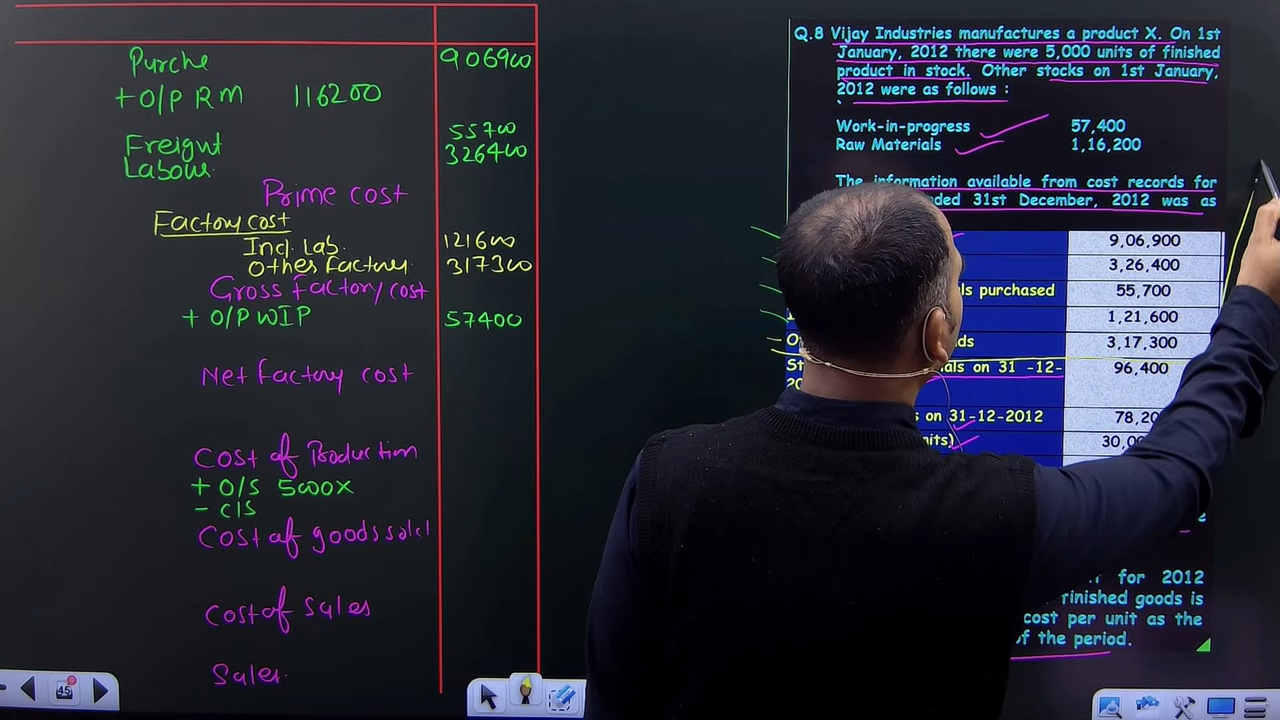 Purche 906900
+ O/P RM 116200
Freight 55700
Labour 326400
Prime cost
Factory cost
Ind. Lab. 121600
Other factory 317300
Gross factory cost
+ O/P WIP 57400
Net factory cost
Cost of Production
+ O/S 5000X
- CIS
Cost of goods sold
Cost of sales
Sales
45
Q.8 Vijay Industries manufactures a product X. On 1st
January, 2012 there were 5,000 units of finished
product in stock. Other stocks on 1st January,
2012 were as follows :
Work-in-progress 57,400
Raw Materials 1,16,200
The information available from cost records for
31st December, 2012 was as
9,06,900
3,26,400
purchased 55,700
1,21,600
3,17,300
on 31 -12- 96,400
on 31-12-2012
for 2012
finished goods is
cost per unit as the
of the period.